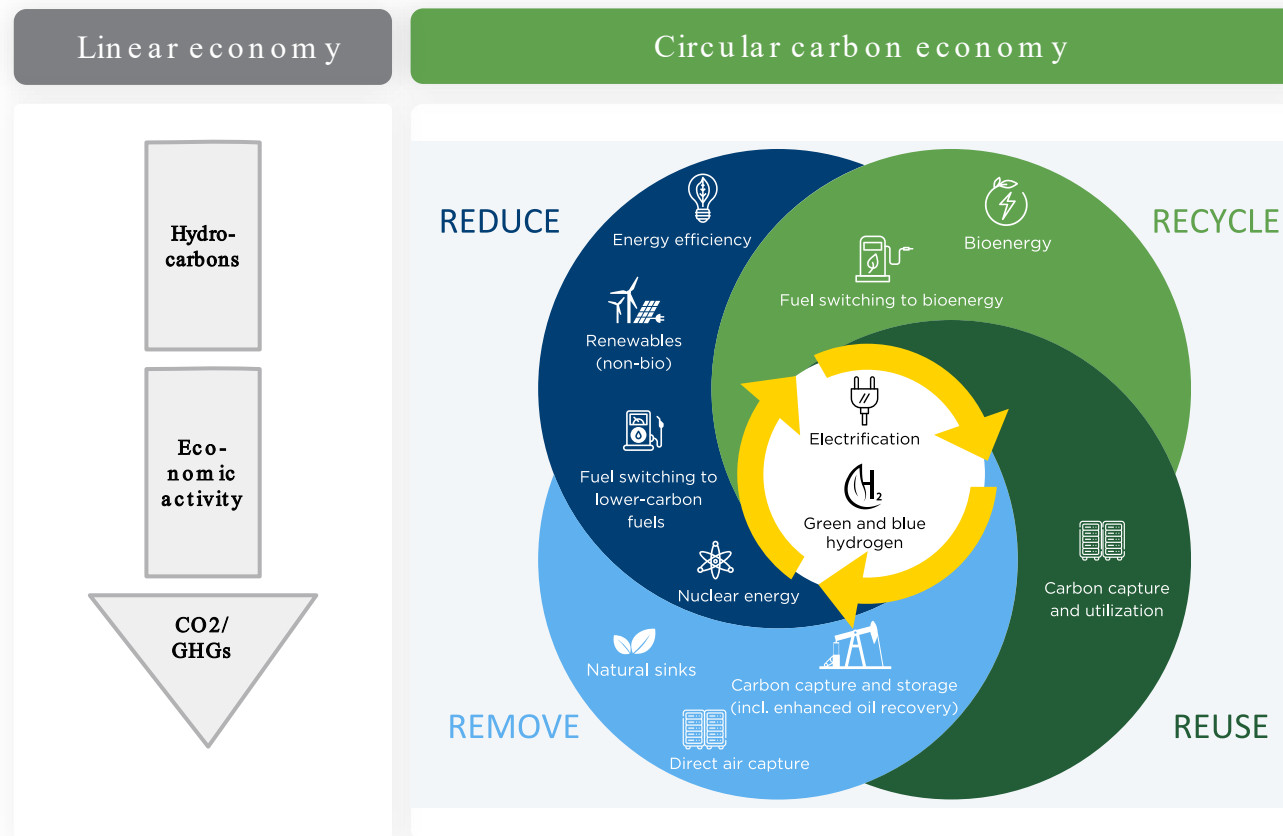 Linear economy
Circular carbon economy
Hydro-
carbons
Eco-
nomic
activity
CO2/
GHGs
REDUCE
RECYCLE
Energy efficiency
Renewables
(non-bio)
Fuel switching to
lower-carbon
fuels
Nuclear energy
Bioenergy
Fuel switching to bioenergy
Electrification
H2
Green and blue
hydrogen
Carbon capture
and utilization
Natural sinks
Carbon capture and storage
(incl. enhanced oil recovery)
Direct air capture
REMOVE
REUSE